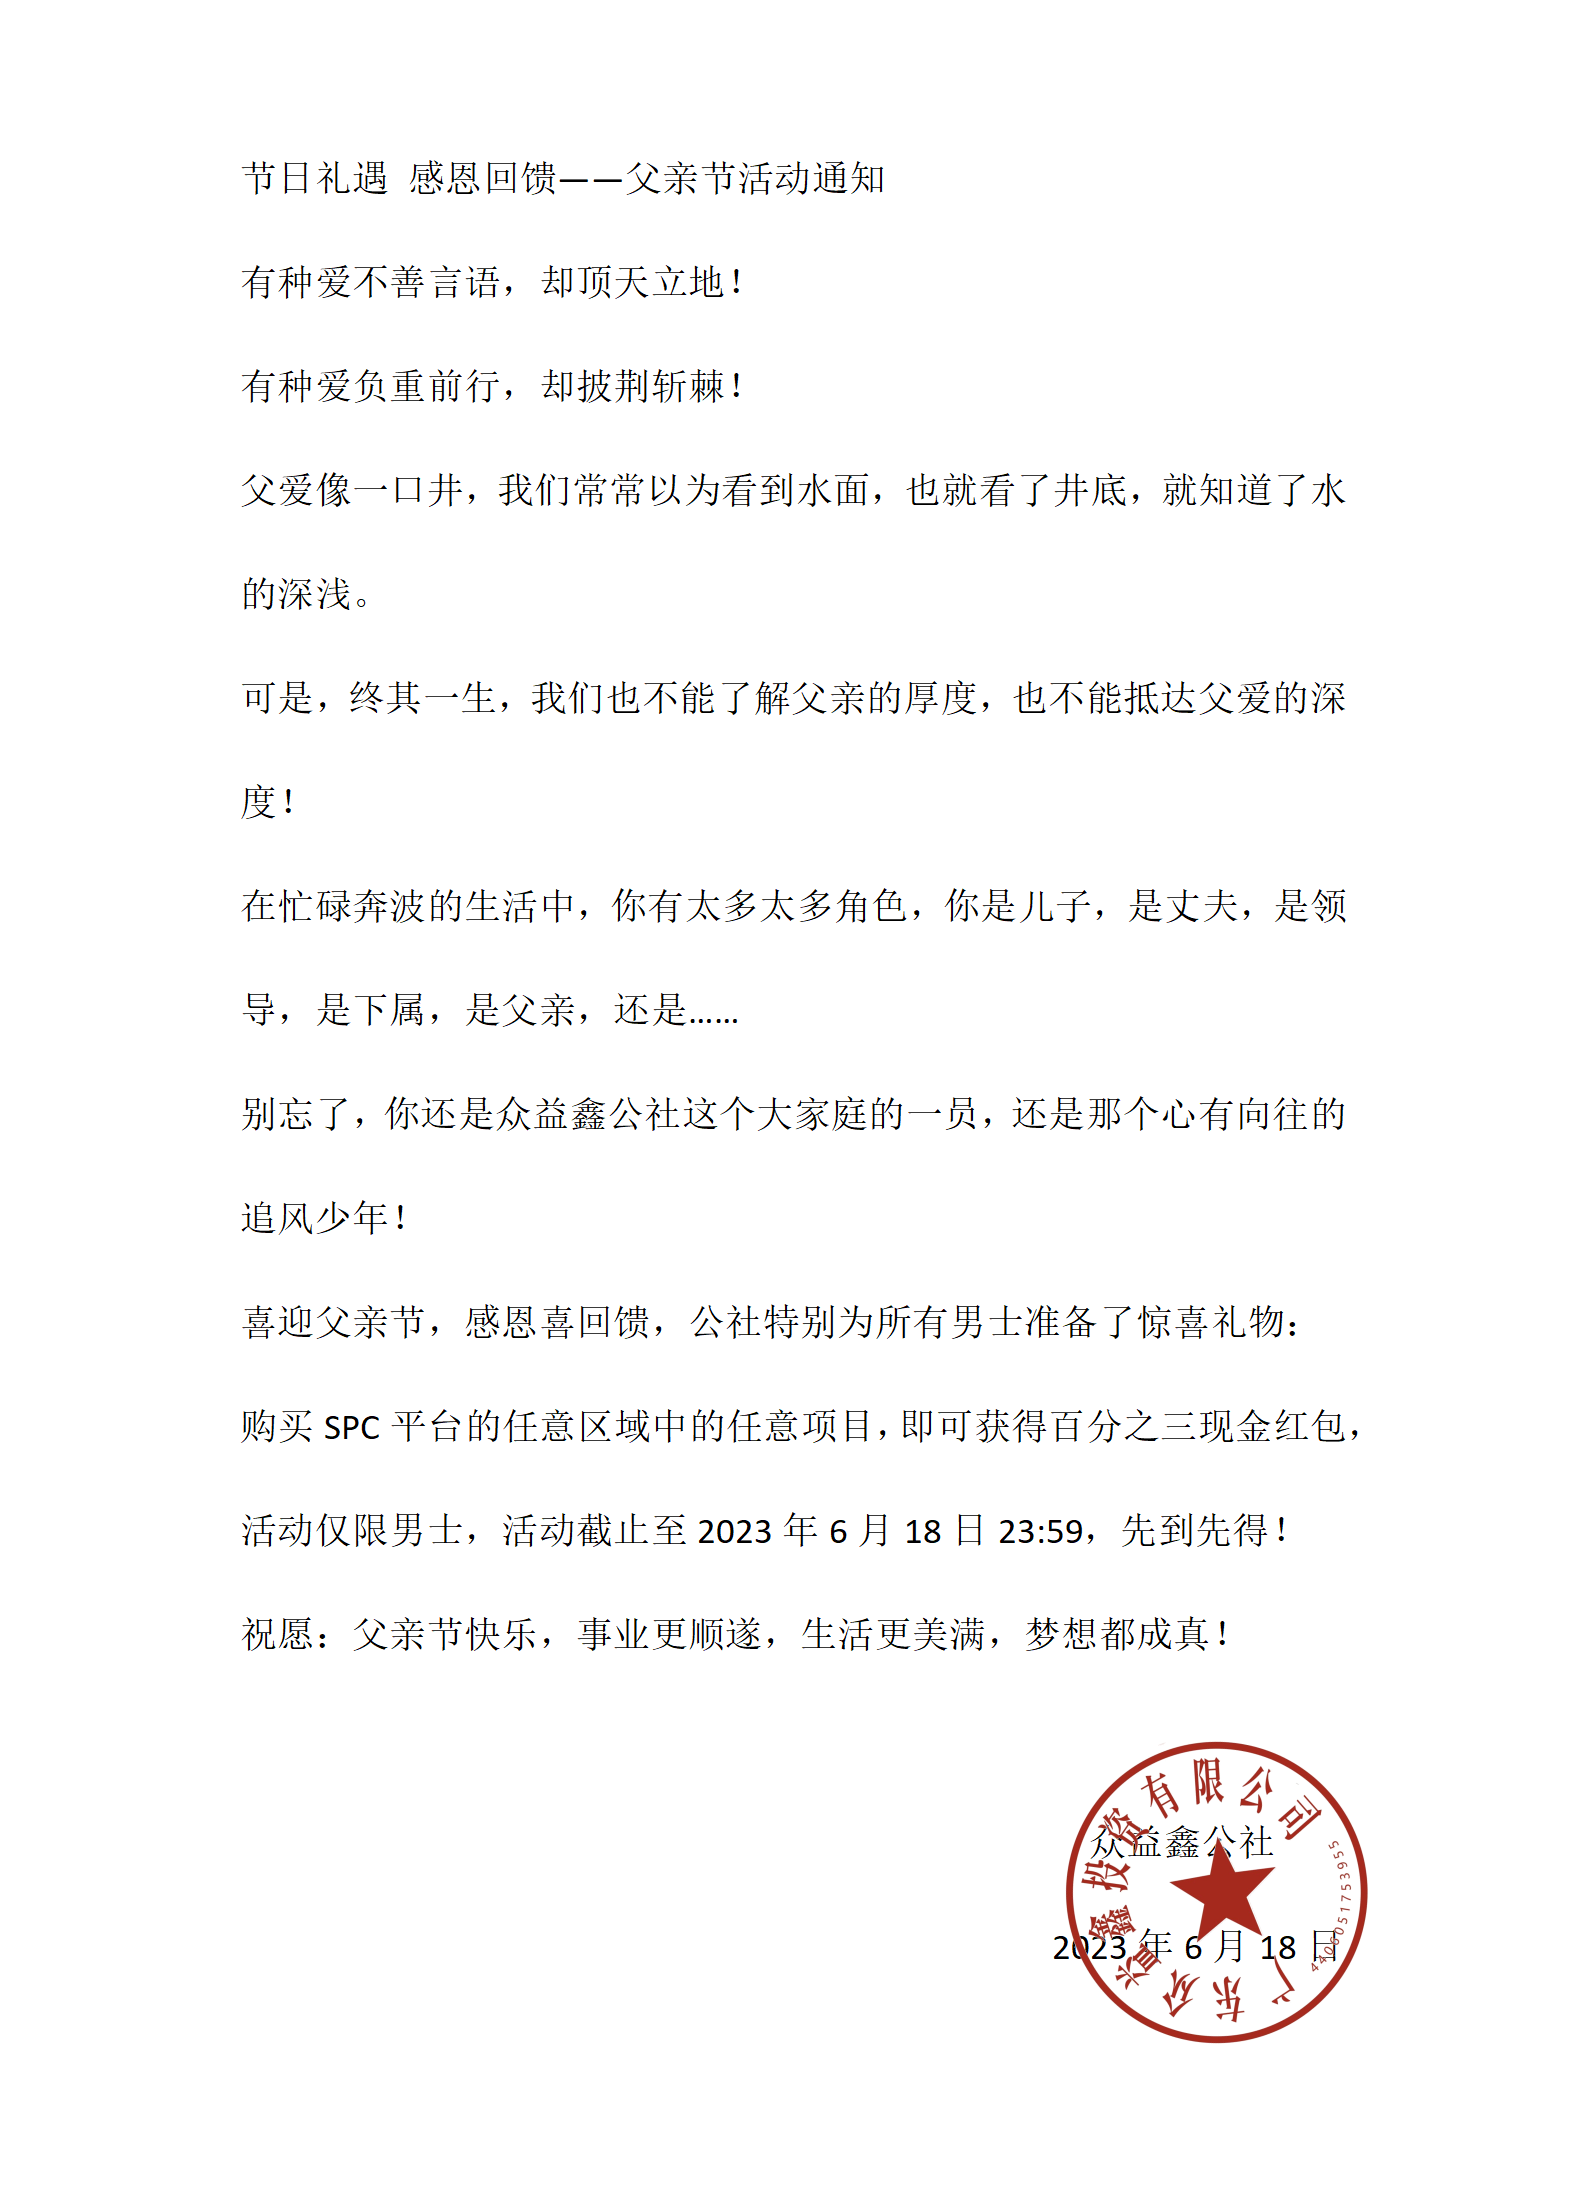 节日礼遇 感恩回馈——父亲节活动通知
有种爱不善言语，却顶天立地！
有种爱负重前行，却披荆斩棘！
父爱像一口井，我们常常以为看到水面，也就看了井底，就知道了水
的深浅。
可是，终其一生，我们也不能了解父亲的厚度，也不能抵达父爱的深
度！
在忙碌奔波的生活中，你有太多太多角色，你是儿子，是丈夫，是领
导，是下属，是父亲，还是……
别忘了，你还是众益鑫公社这个大家庭的一员，还是那个心有向往的
追风少年！
喜迎父亲节，感恩喜回馈，公社特别为所有男士准备了惊喜礼物：
购买 SPC 平台的任意区域中的任意项目，即可获得百分之三现金红包，
活动仅限男士，活动截止至 2023 年 6 月 18 日 23:59，先到先得！
祝愿：父亲节快乐，事业更顺遂，生活更美满，梦想都成真！
众益鑫公社
2023 年 6 月 18 日
广东众益鑫投资有限公司
4406051753955